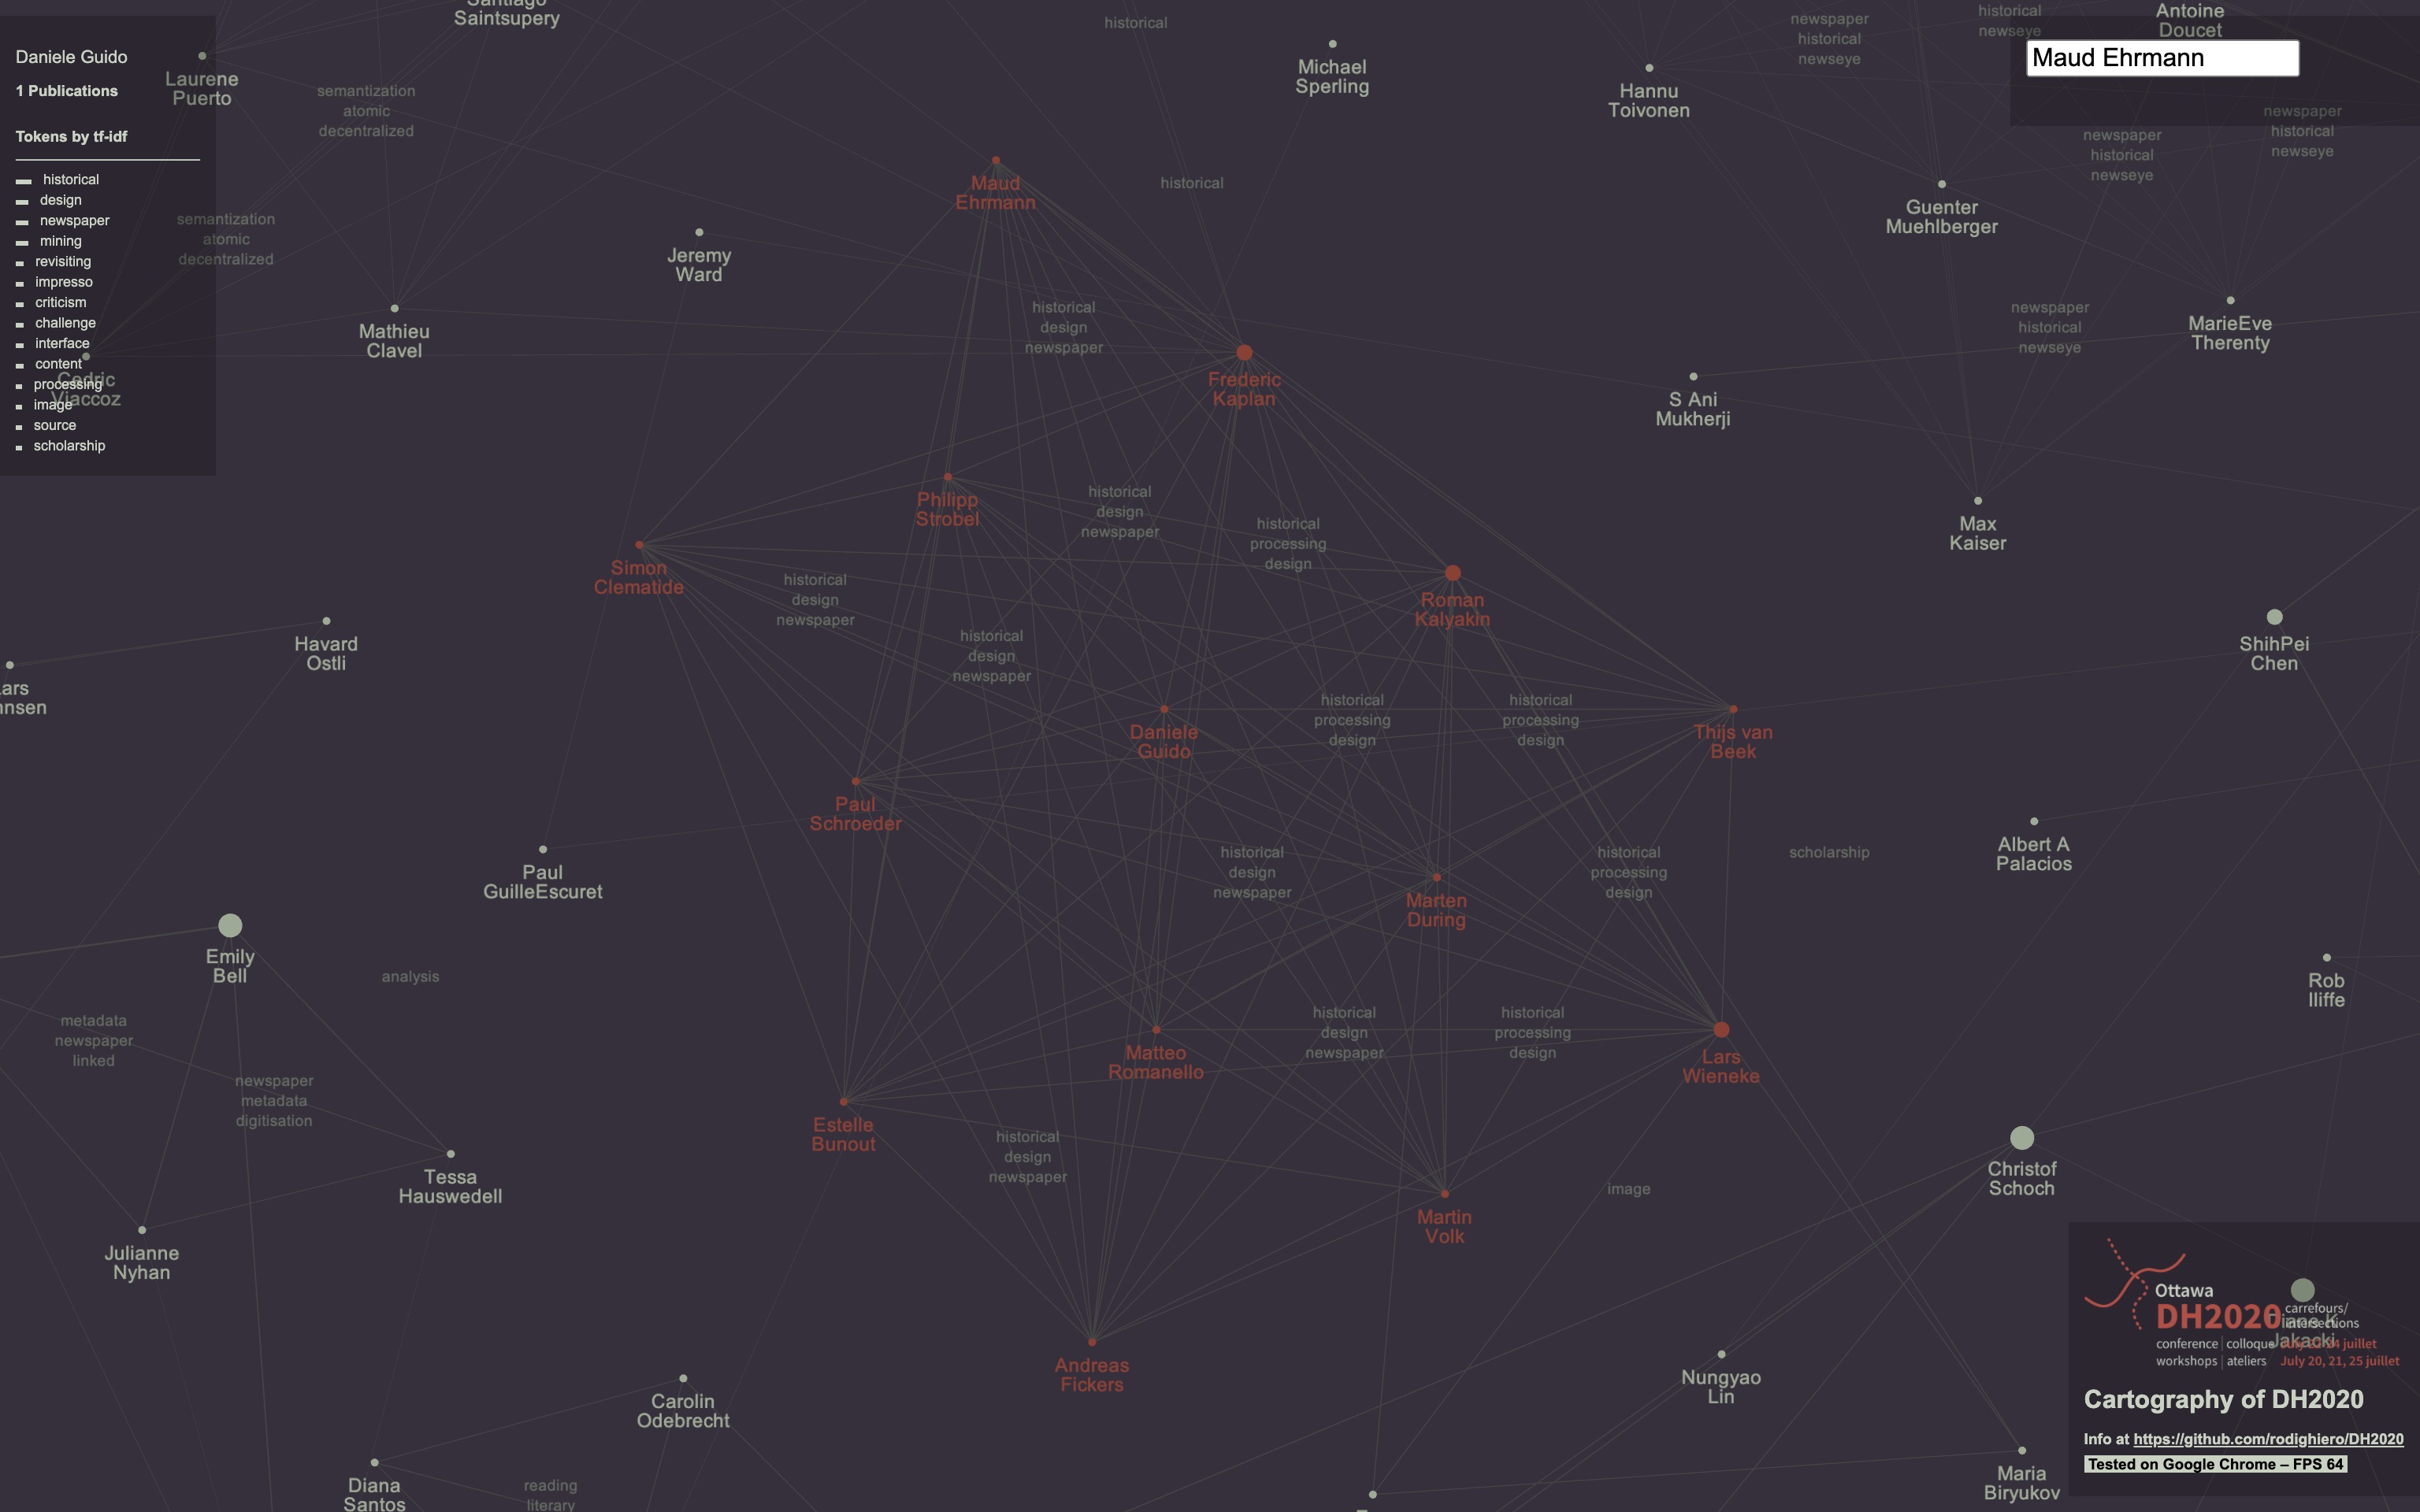 Daniele Guido
1 Publications
Tokens by tf-idf
historical
design
newspaper
mining
revisiting
impresso
criticism
challenge
interface
content
processing
image
source
scholarship
Santiago
Saintsupery
Laurene
Puerto
semantization
atomic
decentralized
semantization
atomic
decentralized
Mathieu
Clavel
Cedric
Viaccoz
historical
Michael
Sperling
Hannu
Toivonen
newspaper
historical
newseye
historical
newseye
Antoine
Doucet
Maud Ehrmann
newspaper
historical
newseye
newspaper
historical
newseye
Maud
Ehrmann
historical
Jeremy
Ward
Guenter
Muehlberger
MarieEve
Therenty
newspaper
historical
newseye
historical
design
newspaper
Frederic
Kaplan
S Ani
Mukherji
Philipp
Strobel
historical
design
newspaper
historical
processing
design
Max
Kaiser
Simon
Clematide
historical
design
newspaper
Roman
Kalyakin
Havard
Ostli
historical
design
newspaper
ShihPei
Chen
Daniele
Guido
historical
processing
design
historical
processing
design
Thijs van
Beek
Paul
Schroeder
Paul
GuilleEscuret
historical
design
newspaper
Marten
During
historical
processing
design
scholarship
Albert A
Palacios
Emily
Bell
analysis
Rob
Iliffe
metadata
newspaper
linked
newspaper
metadata
digitisation
Matteo
Romanello
historical
design
newspaper
historical
processing
design
Lars
Wieneke
Estelle
Bunout
historical
design
newspaper
Tessa
Hauswedell
Christof
Schoch
image
Martin
Volk
Julianne
Nyhan
Andreas
Fickers
Nungyao
Lin
Carolin
Odebrecht
Diana
Santos
reading
literary
Maria
Biryukov
Ottawa
DH2020
carrefours/
intersections
Jakacki
conference | colloque
juillet
workshops | ateliers
July 20, 21, 25 juillet
Cartography of DH2020
Info at https://github.com/rodighiero/DH2020
Tested on Google Chrome – FPS 64